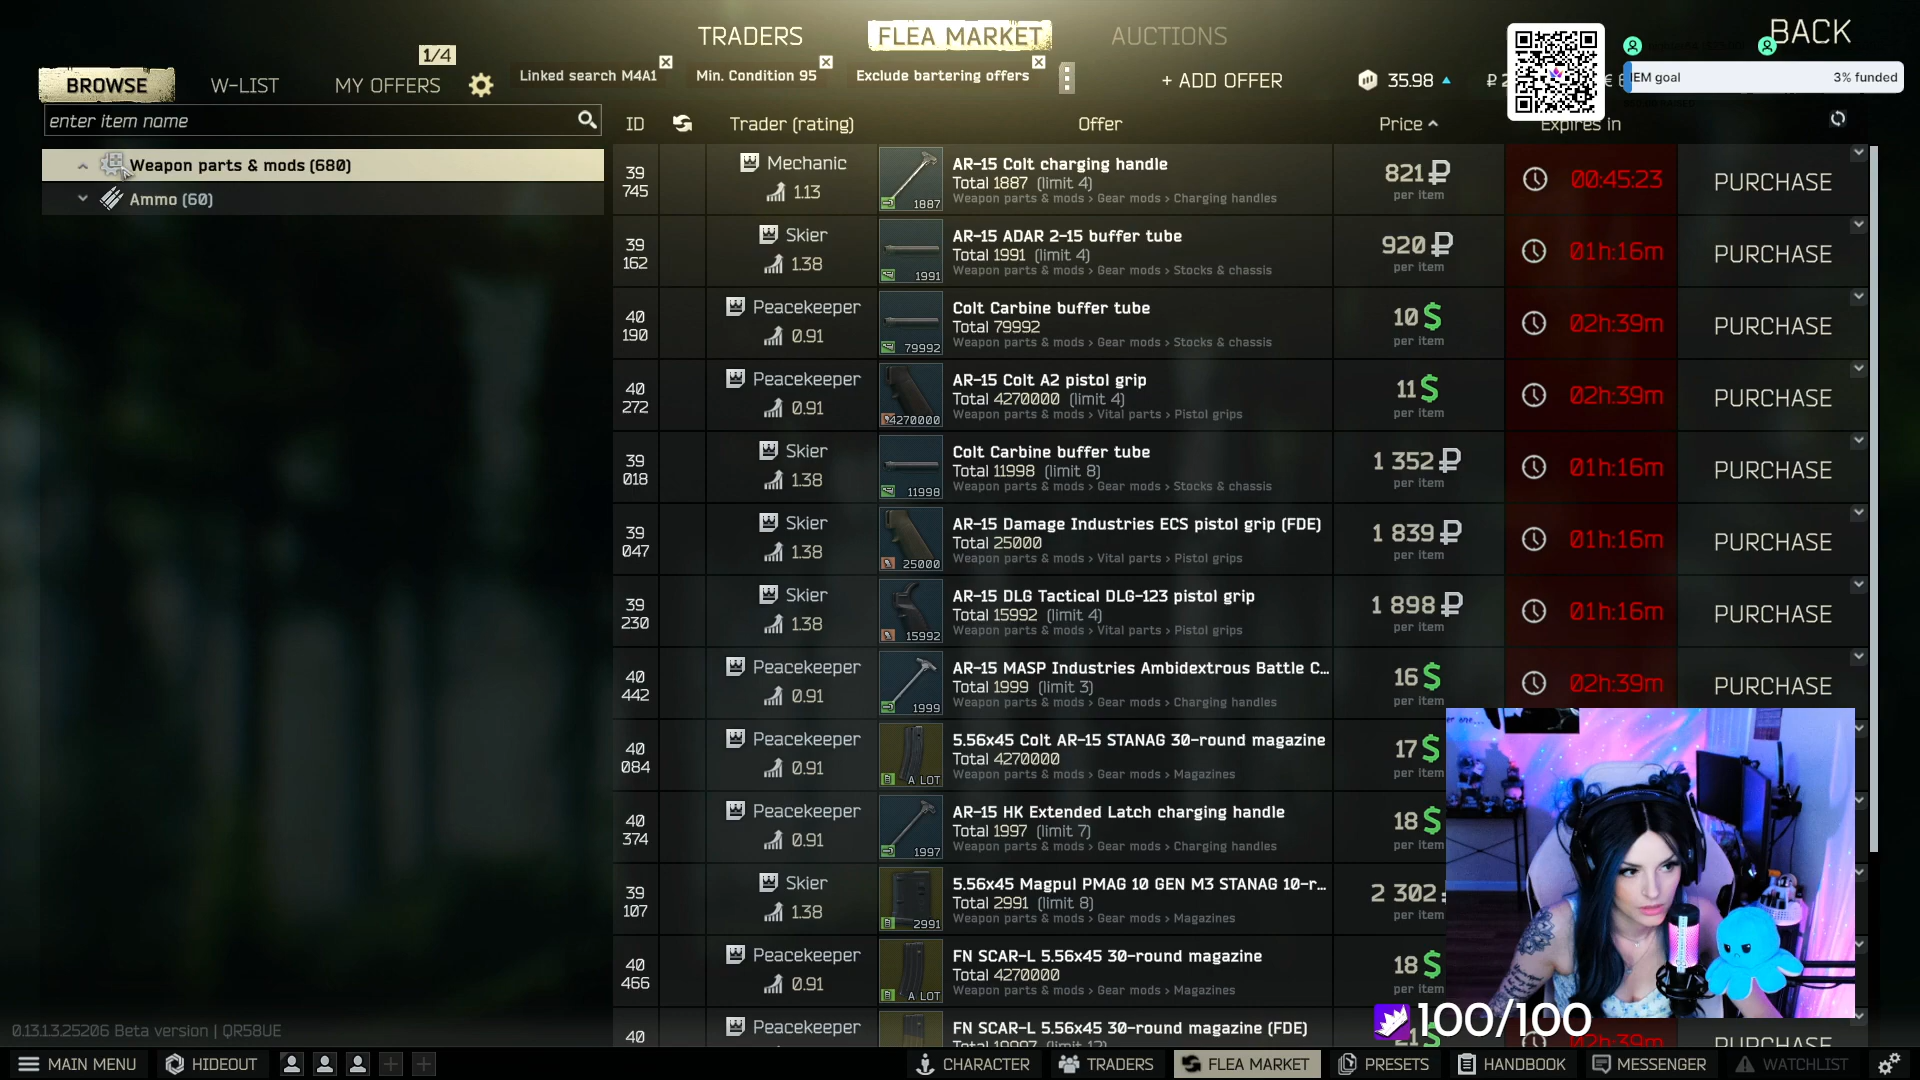 TRADERS
FLEA MARKET
AUCTIONS
BACK
BROWSE
W-LIST
1/4
MY OFFERS
Linked search M4A1
Min. Condition 95
Exclude bartering offers
+ ADD OFFER
35.98
IEM goal
3% funded
enter item name
Weapon parts & mods (680)
Ammo (60)
ID
Trader (rating)
Offer
Price
Expires in
39 745
Mechanic
1.13
1887
AR-15 Colt charging handle
Total 1887 (limit 4)
Weapon parts & mods > Gear mods > Charging handles
821 ₽
per item
00:45:23
PURCHASE
39 162
Skier
1.38
1991
AR-15 ADAR 2-15 buffer tube
Total 1991 (limit 4)
Weapon parts & mods > Gear mods > Stocks & chassis
920 ₽
per item
01h:16m
PURCHASE
40 190
Peacekeeper
0.91
79992
Colt Carbine buffer tube
Total 79992
Weapon parts & mods > Gear mods > Stocks & chassis
10 $
per item
02h:39m
PURCHASE
40 272
Peacekeeper
0.91
4270000
AR-15 Colt A2 pistol grip
Total 4270000 (limit 4)
Weapon parts & mods > Vital parts > Pistol grips
11 $
per item
02h:39m
PURCHASE
39 018
Skier
1.38
11998
Colt Carbine buffer tube
Total 11998 (limit 8)
Weapon parts & mods > Gear mods > Stocks & chassis
1 352 ₽
per item
01h:16m
PURCHASE
39 047
Skier
1.38
25000
AR-15 Damage Industries ECS pistol grip (FDE)
Total 25000
Weapon parts & mods > Vital parts > Pistol grips
1 839 ₽
per item
01h:16m
PURCHASE
39 230
Skier
1.38
15992
AR-15 DLG Tactical DLG-123 pistol grip
Total 15992 (limit 4)
Weapon parts & mods > Vital parts > Pistol grips
1 898 ₽
per item
01h:16m
PURCHASE
40 442
Peacekeeper
0.91
1999
AR-15 MASP Industries Ambidextrous Battle C...
Total 1999 (limit 3)
Weapon parts & mods > Gear mods > Charging handles
16 $
per item
02h:39m
PURCHASE
40 084
Peacekeeper
0.91
A LOT
5.56x45 Colt AR-15 STANAG 30-round magazine
Total 4270000
Weapon parts & mods > Gear mods > Magazines
17 $
per item
40 374
Peacekeeper
0.91
1997
AR-15 HK Extended Latch charging handle
Total 1997 (limit 7)
Weapon parts & mods > Gear mods > Charging handles
18 $
per item
39 107
Skier
1.38
2991
5.56x45 Magpul PMAG 10 GEN M3 STANAG 10-r...
Total 2991 (limit 8)
Weapon parts & mods > Gear mods > Magazines
2 302
per item
40 466
Peacekeeper
0.91
A LOT
FN SCAR-L 5.56x45 30-round magazine
Total 4270000
Weapon parts & mods > Gear mods > Magazines
18 $
per item
40
Peacekeeper
FN SCAR-L 5.56x45 30-round magazine (FDE)
100/100
0.13.1.3.25206 Beta version | QR58UE
MAIN MENU
HIDEOUT
CHARACTER
TRADERS
FLEA MARKET
PRESETS
HANDBOOK
MESSENGER
WATCHLIST